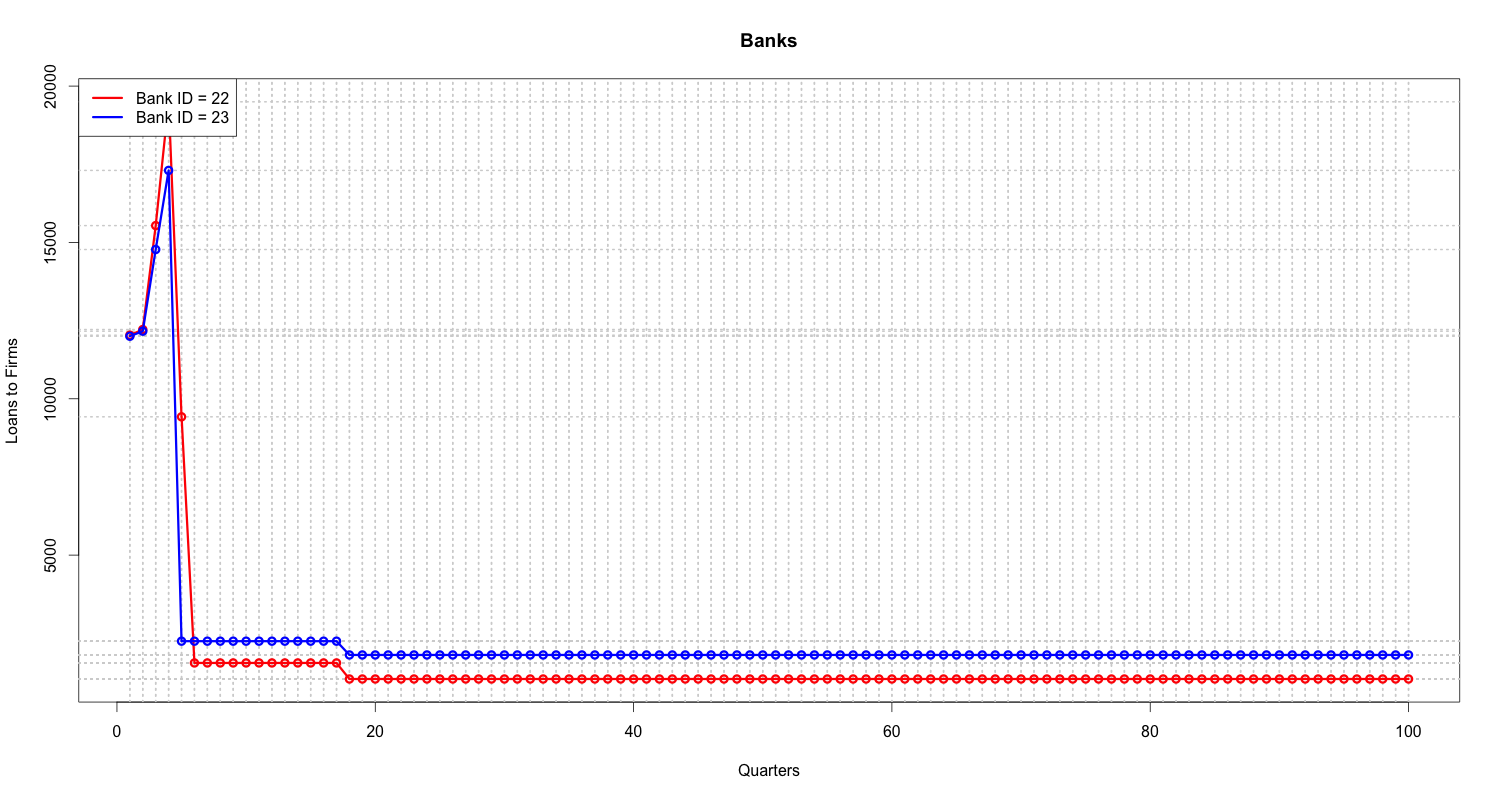 Banks
Bank ID = 22
Bank ID = 23
Loans to Firms
20000
15000
10000
5000
0 20 40 60 80 100
Quarters